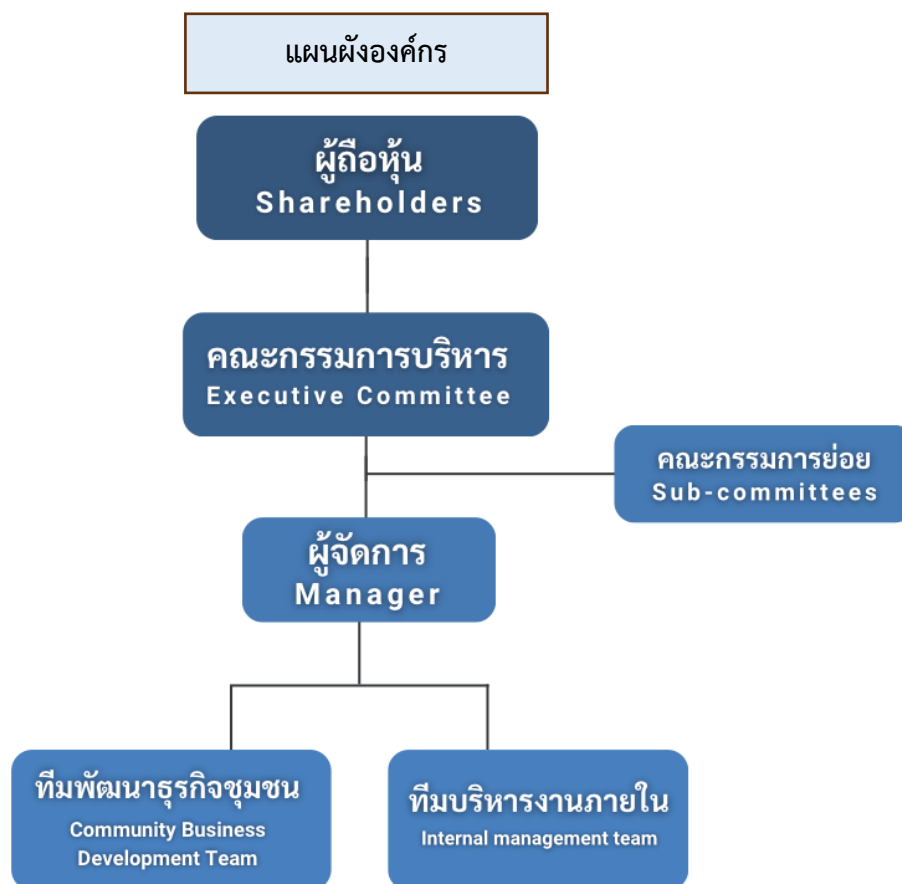 แผนผังองค์กร
ผู้ถือหุ้น
Shareholders
คณะกรรมการบริหาร
Executive Committee
คณะกรรมการย่อย
Sub-committees
ผู้จัดการ
Manager
ทีมพัฒนาธุรกิจชุมชน
Community Business
Development Team
ทีมบริหารงานภายใน
Internal management team